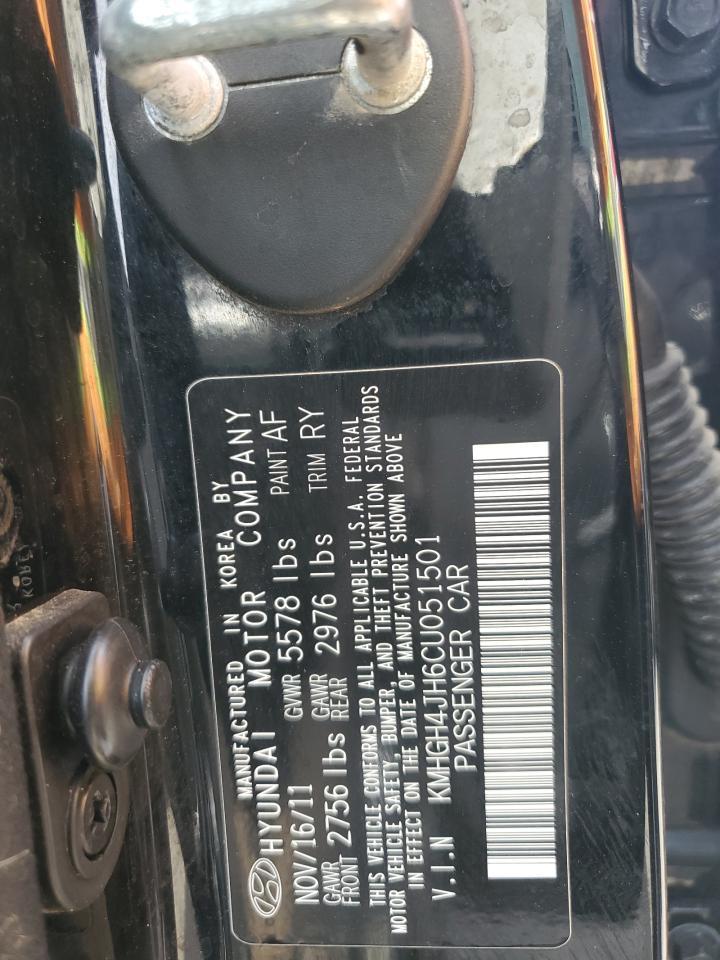 MANUFACTURED IN KOREA BY
HYUNDAI MOTOR COMPANY
NOV/16/11 GVWR 5578 lbs PAINT AF
GAWR FRONT 2756 lbs GAWR REAR 2976 lbs TRIM RY
THIS VEHICLE CONFORMS TO ALL APPLICABLE U.S.A. FEDERAL
MOTOR VEHICLE SAFETY, BUMPER, AND THEFT PREVENTION STANDARDS
IN EFFECT ON THE DATE OF MANUFACTURE SHOWN ABOVE
V.I.N KMHGH4JH6CU051501
PASSENGER CAR
KOREA